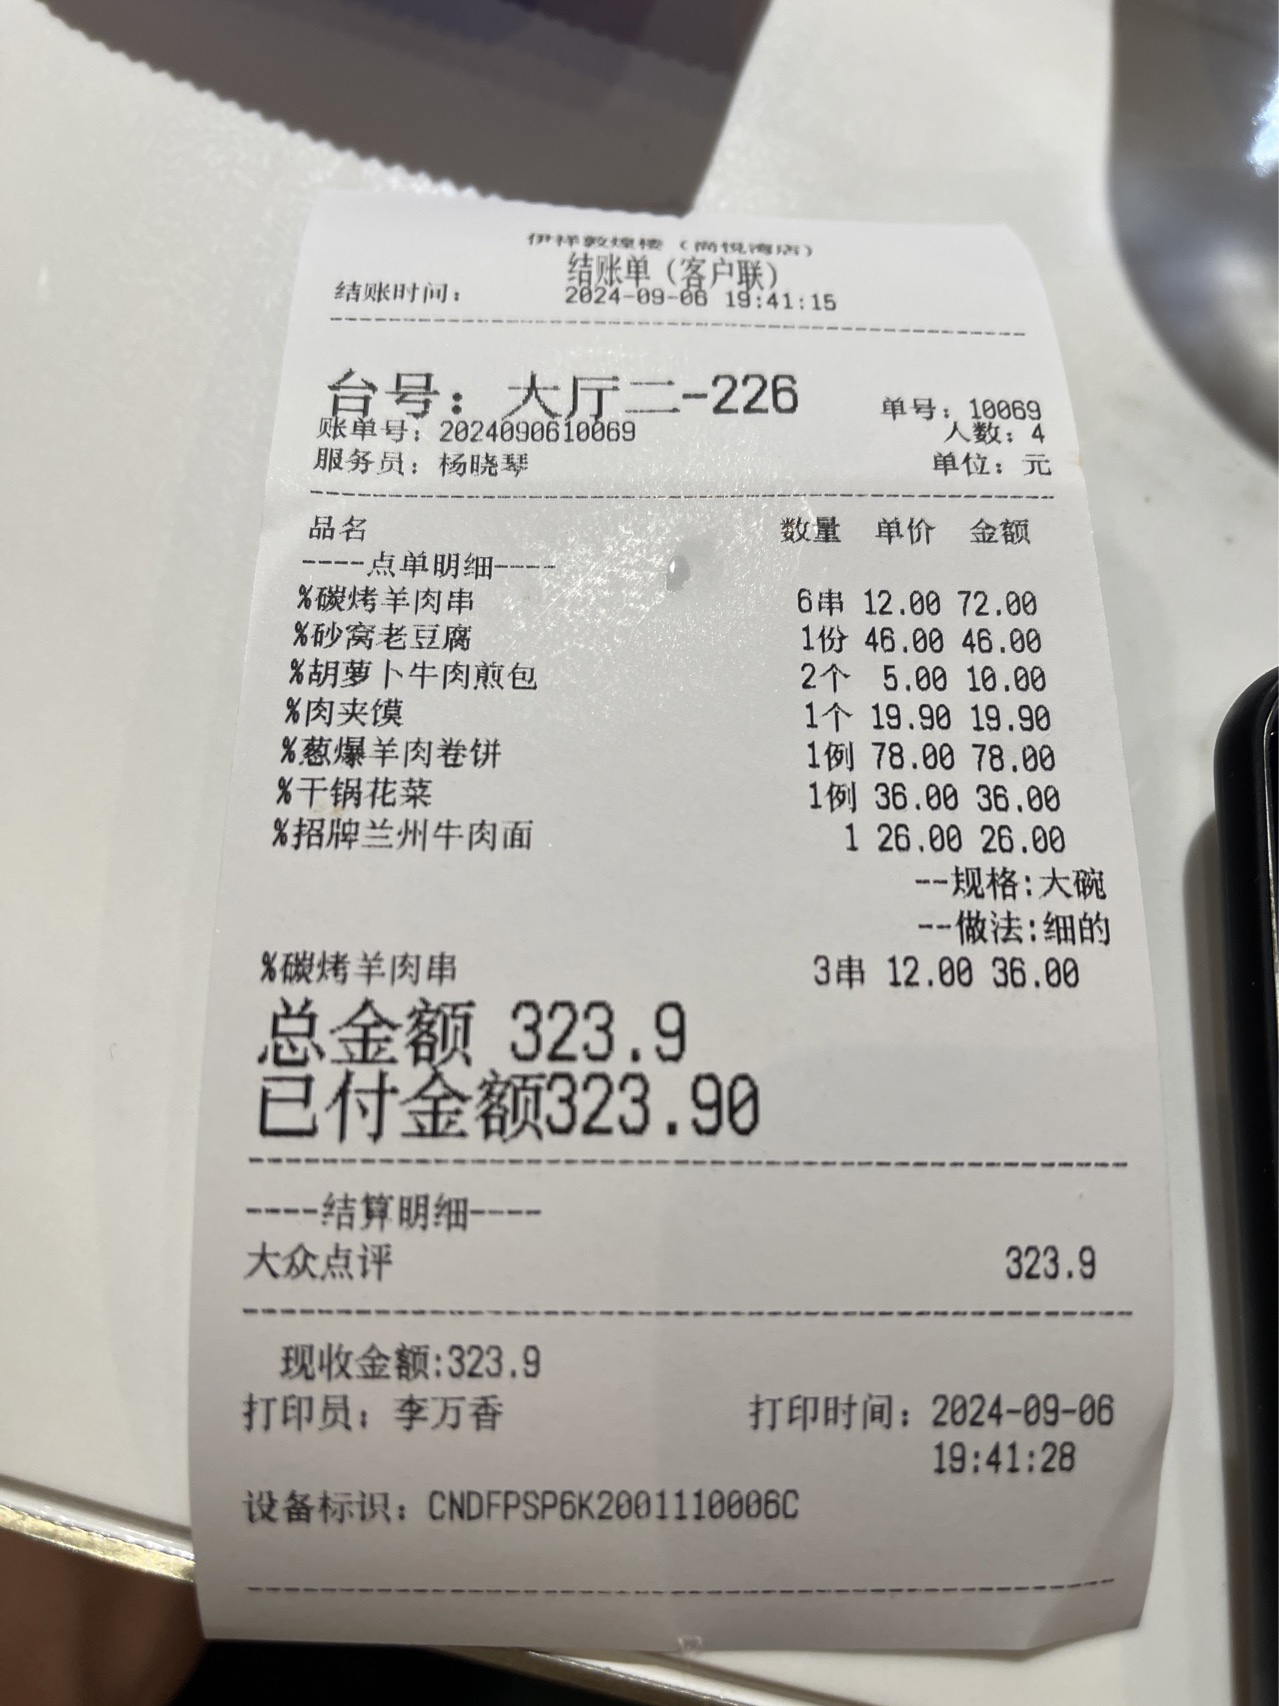 伊祥敦煌楼（尚悦湾店）
结账单（客户联）
结账时间： 2024-09-06 19:41:15
台号：大厅二-226 单号：10069
账单号：2024090610069 人数：4
服务员：杨晓琴 单位：元
品名 数量 单价 金额
----点单明细----
%碳烤羊肉串 6串 12.00 72.00
%砂窝老豆腐 1份 46.00 46.00
%胡萝卜牛肉煎包 2个 5.00 10.00
%肉夹馍 1个 19.90 19.90
%葱爆羊肉卷饼 1例 78.00 78.00
%干锅花菜 1例 36.00 36.00
%招牌兰州牛肉面 1 26.00 26.00
--规格:大碗
--做法:细的
%碳烤羊肉串 3串 12.00 36.00
总金额 323.9
已付金额323.90
----结算明细----
大众点评 323.9
现收金额:323.9
打印员：李万香 打印时间：2024-09-06
19:41:28
设备标识：CNDFPSP6K2001110006C